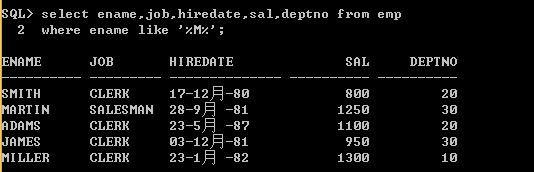 SQL> select ename,job,hiredate,sal,deptno from emp
  2  where ename like '%M%';
ENAME      JOB       HIREDATE              SAL     DEPTNO
---------- --------- -------------- ---------- ----------
SMITH      CLERK     17-12月-80            800         20
MARTIN     SALESMAN  28-9月 -81           1250         30
ADAMS      CLERK     23-5月 -87           1100         20
JAMES      CLERK     03-12月-81            950         30
MILLER     CLERK     23-1月 -82           1300         10